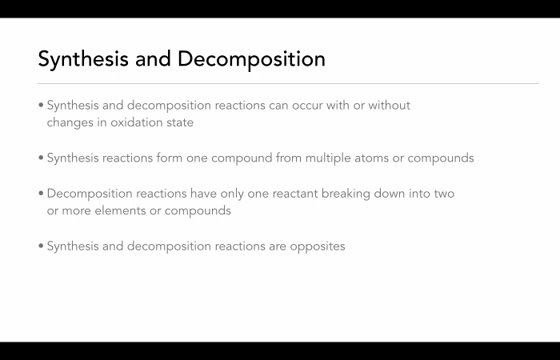 Synthesis and Decomposition
• Synthesis and decomposition reactions can occur with or without
changes in oxidation state
• Synthesis reactions form one compound from multiple atoms or compounds
• Decomposition reactions have only one reactant breaking down into two
or more elements or compounds
• Synthesis and decomposition reactions are opposites